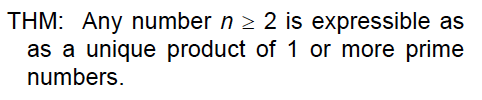 THM: Any number n ≥ 2 is expressible as
as a unique product of 1 or more prime
numbers.